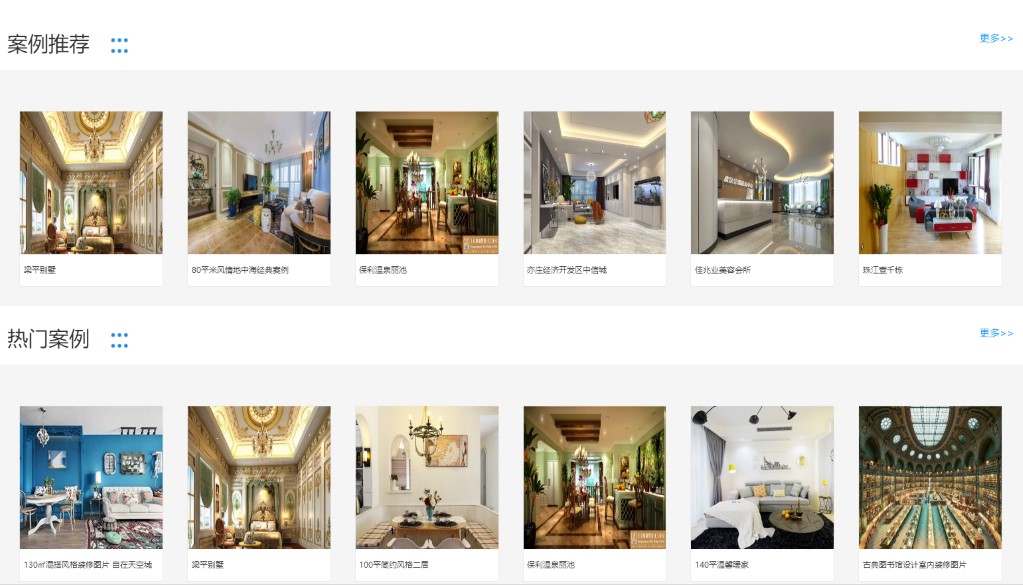 案例推荐
更多>>
梁平别墅
80平米风情地中海经典案例
保利温泉丽池
亦庄经济开发区中信城
佳兆业美容会所
珠江壹千栋
热门案例
更多>>
130㎡混搭风格装修图片 自在天空城
梁平别墅
100平简约风格二居
保利温泉丽池
140平温馨暖家
古典图书馆设计室内装修图片